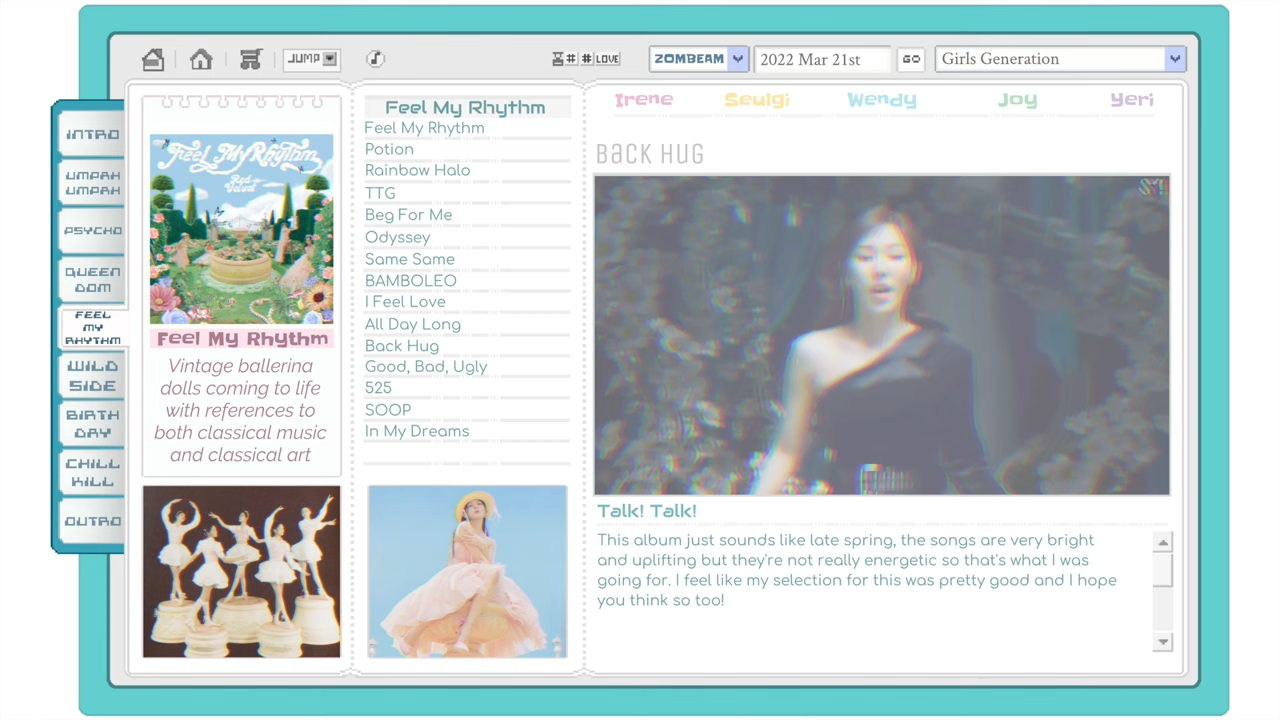 JUMP
# # LOVE
ZOMBEAM
2022 Mar 21st
GO
Girls Generation
INTRO
UMPAH
UMPAH
PSYCHO
QUEEN
DOM
FEEL
MY
RHYTHM
WILD
SIDE
BIRTH
DAY
CHILL
KILL
OUTRO
Feel My Rhythm
Red
Velvet
Feel My Rhythm
Vintage ballerina
dolls coming to life
with references to
both classical music
and classical art
Feel My Rhythm
Feel My Rhythm
Potion
Rainbow Halo
TTG
Beg For Me
Odyssey
Same Same
BAMBOLEO
I Feel Love
All Day Long
Back Hug
Good, Bad, Ugly
525
SOOP
In My Dreams
Irene Seulgi Wendy Joy Yeri
Back Hug
SM
Talk! Talk!
This album just sounds like late spring, the songs are very bright
and uplifting but they're not really energetic so that's what I was
going for. I feel like my selection for this was pretty good and I hope
you think so too!